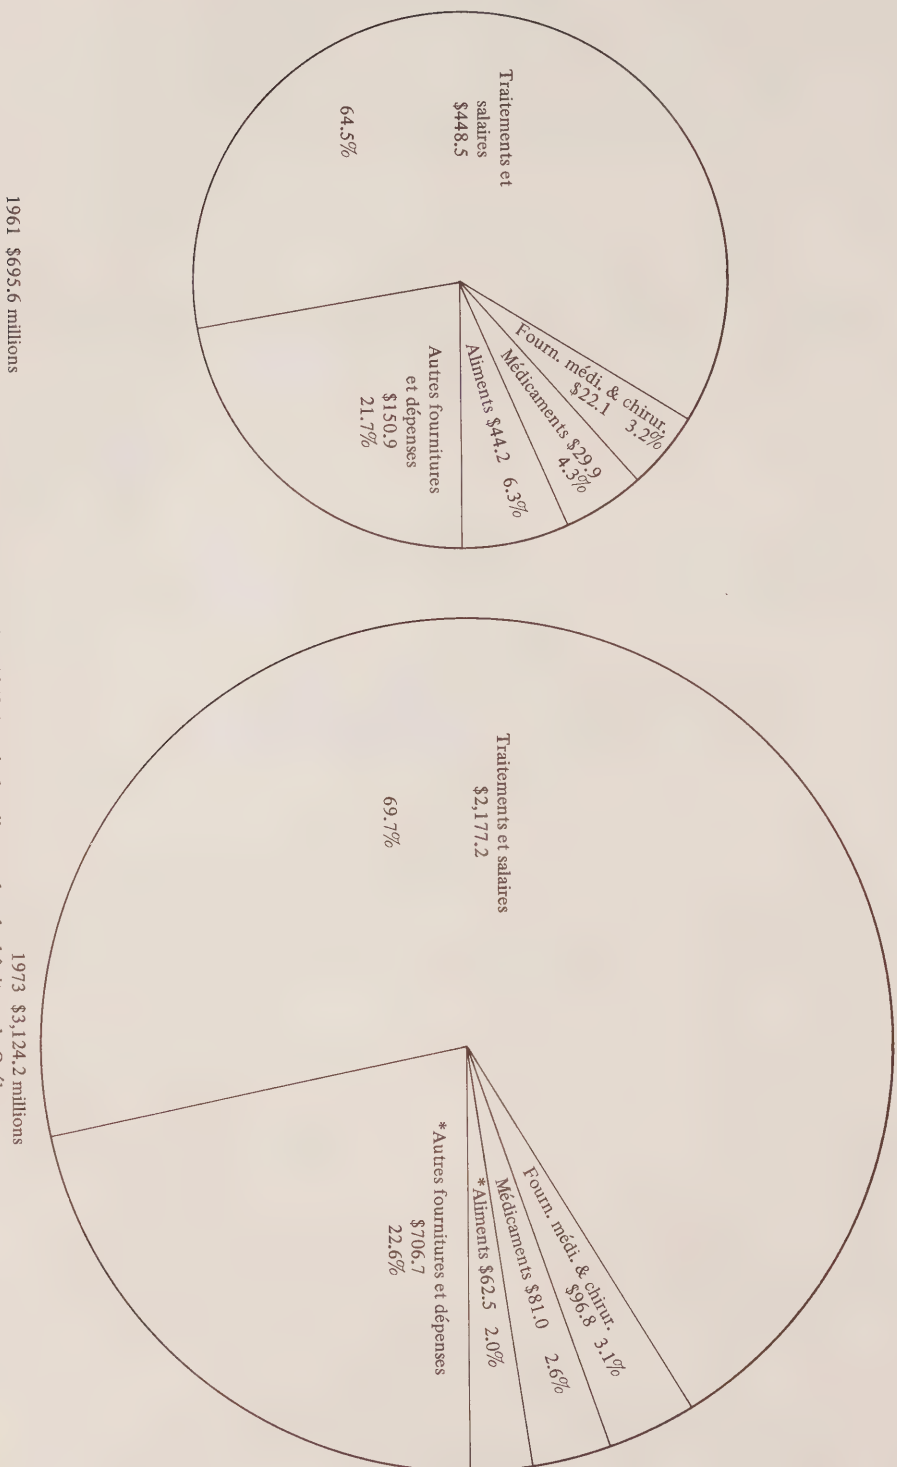 Traitements et
salaires
$448.5
64.5%
Fourn. médi. & chirur.
$22.1 3.2%
Médicaments $29.9
4.3%
Aliments $44.2 6.3%
Autres fournitures
et dépenses
$150.9
21.7%
1961 $695.6 millions
Traitements et salaires
$2,177.2
69.7%
Fourn. médi. & chirur.
$96.8 3.1%
Médicaments $81.0 2.6%
*Aliments $62.5 2.0%
*Autres fournitures et dépenses
$706.7
22.6%
1973 $3,124.2 millions